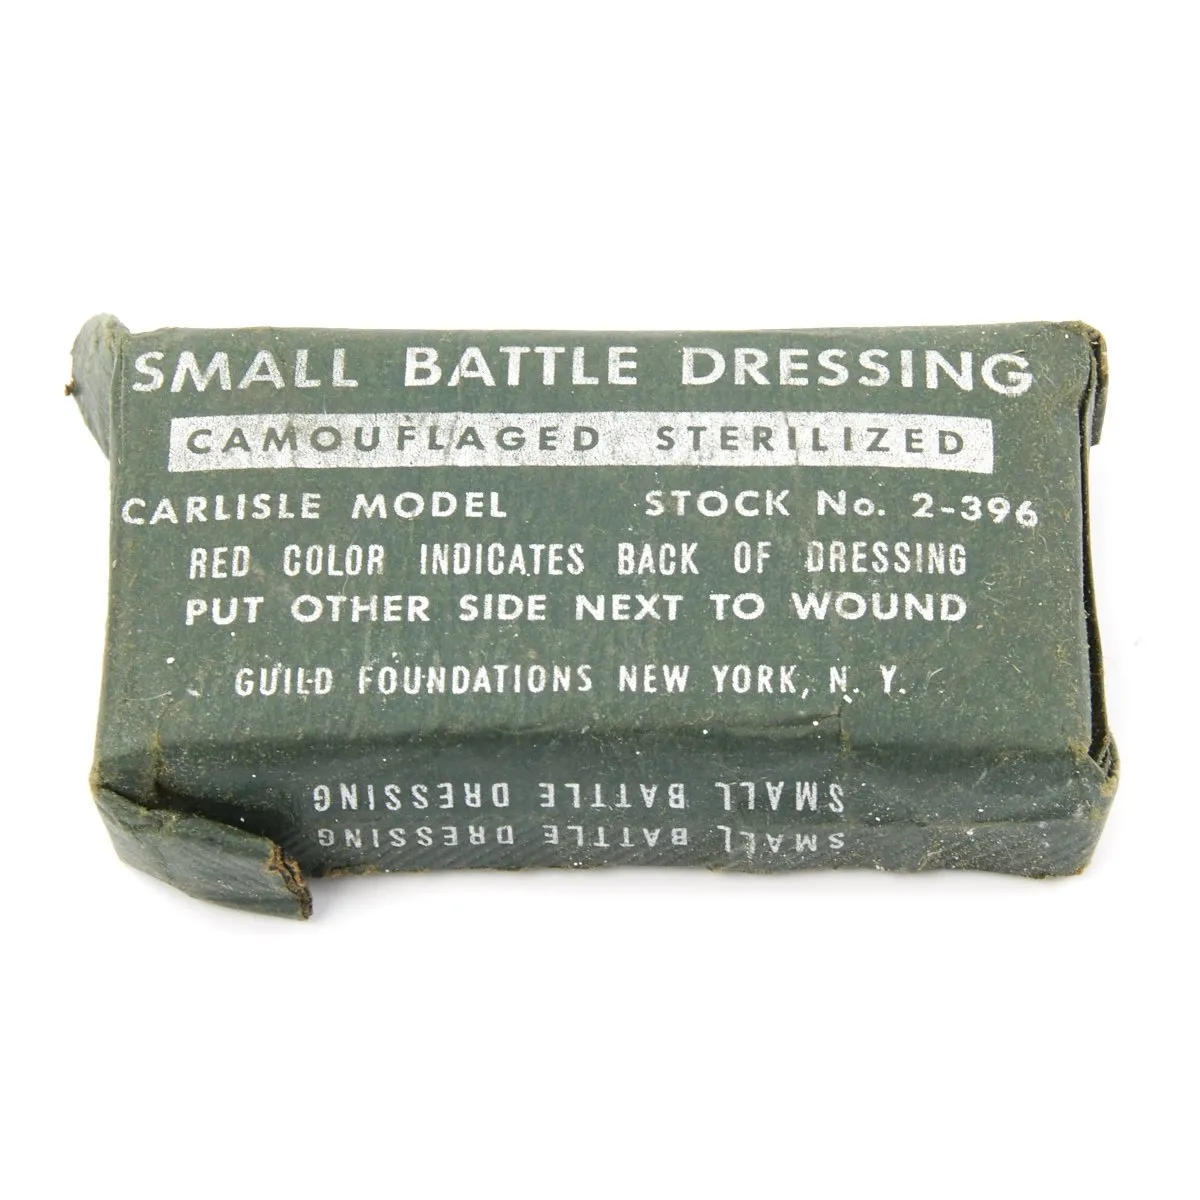 SMALL BATTLE DRESSING
CAMOUFLAGED STERILIZED
CARLISLE MODEL STOCK No. 2-396
RED COLOR INDICATES BACK OF DRESSING
PUT OTHER SIDE NEXT TO WOUND
GUILD FOUNDATIONS NEW YORK, N. Y.
SMALL BATTLE DRESSING
SMALL BATTLE DRESSING